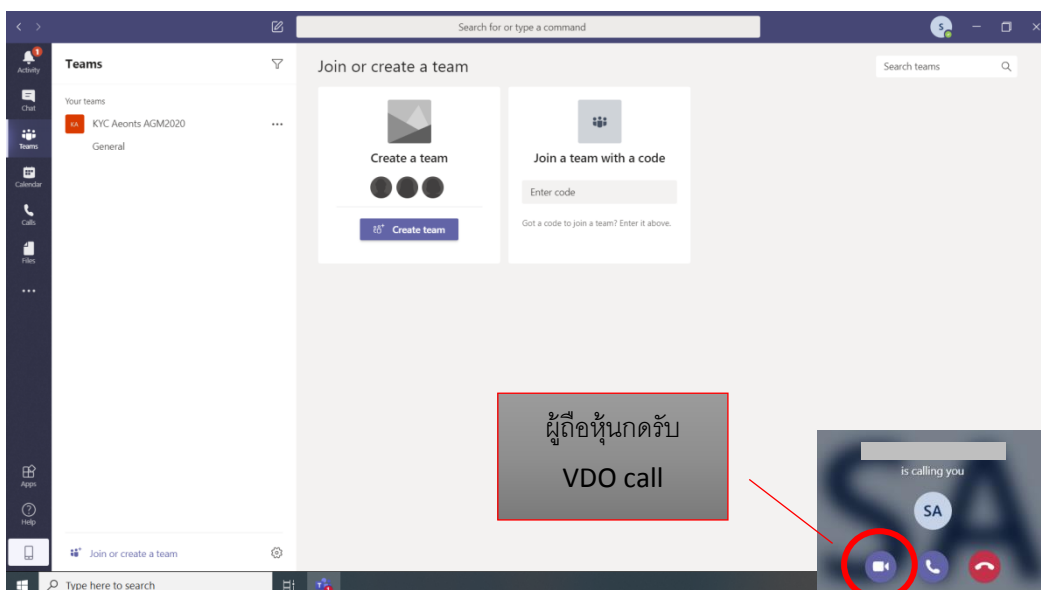 Search for or type a command
S
1
Activity
Chat
Teams
Calendar
Calls
Files
Apps
Help
Teams
Your teams
KA KYC Aeonts AGM2020
General
Join or create a team
Join or create a team
Search teams
Create a team
Create team
Join a team with a code
Enter code
Got a code to join a team? Enter it above.
ผู้ถือหุ้นกดรับ
VDO call
SA
is calling you
SA
Type here to search